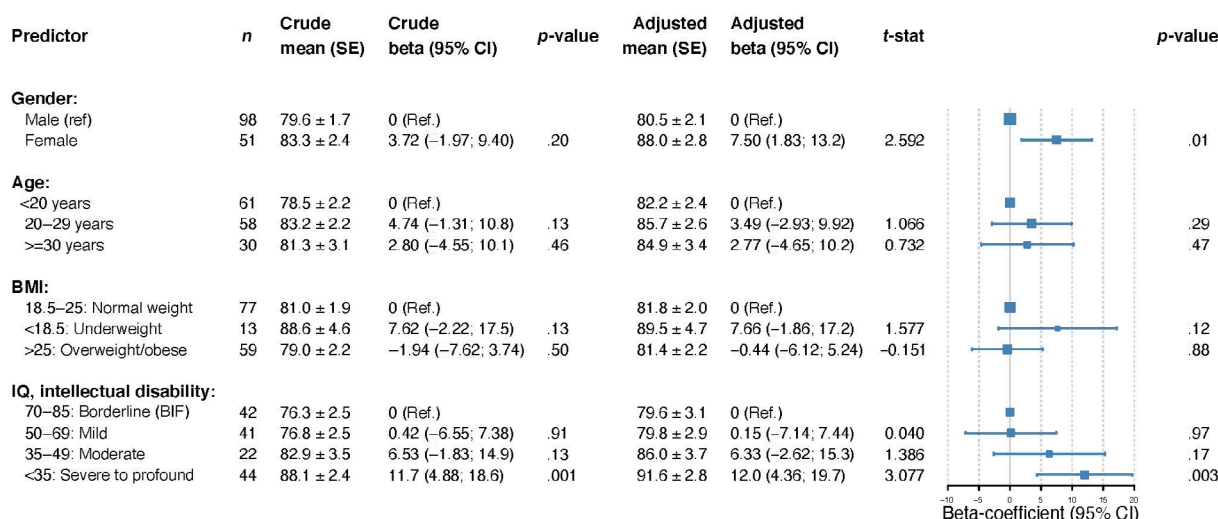 Predictor n Crude mean (SE) Crude beta (95% CI) p-value Adjusted mean (SE) Adjusted beta (95% CI) t-stat p-value
Gender:
Male (ref) 98 79.6 ± 1.7 0 (Ref.) 80.5 ± 2.1 0 (Ref.)
Female 51 83.3 ± 2.4 3.72 (−1.97; 9.40) .20 88.0 ± 2.8 7.50 (1.83; 13.2) 2.592 .01
Age:
<20 years 61 78.5 ± 2.2 0 (Ref.) 82.2 ± 2.4 0 (Ref.)
20–29 years 58 83.2 ± 2.2 4.74 (−1.31; 10.8) .13 85.7 ± 2.6 3.49 (−2.93; 9.92) 1.066 .29
>=30 years 30 81.3 ± 3.1 2.80 (−4.55; 10.1) .46 84.9 ± 3.4 2.77 (−4.65; 10.2) 0.732 .47
BMI:
18.5–25: Normal weight 77 81.0 ± 1.9 0 (Ref.) 81.8 ± 2.0 0 (Ref.)
<18.5: Underweight 13 88.6 ± 4.6 7.62 (−2.22; 17.5) .13 89.5 ± 4.7 7.66 (−1.86; 17.2) 1.577 .12
>25: Overweight/obese 59 79.0 ± 2.2 −1.94 (−7.62; 3.74) .50 81.4 ± 2.2 −0.44 (−6.12; 5.24) −0.151 .88
IQ, intellectual disability:
70–85: Borderline (BIF) 42 76.3 ± 2.5 0 (Ref.) 79.6 ± 3.1 0 (Ref.)
50–69: Mild 41 76.8 ± 2.5 0.42 (−6.55; 7.38) .91 79.8 ± 2.9 0.15 (−7.14; 7.44) 0.040 .97
35–49: Moderate 22 82.9 ± 3.5 6.53 (−1.83; 14.9) .13 86.0 ± 3.7 6.33 (−2.62; 15.3) 1.386 .17
<35: Severe to profound 44 88.1 ± 2.4 11.7 (4.88; 18.6) .001 91.6 ± 2.8 12.0 (4.36; 19.7) 3.077 .003
−10 −5 0 5 10 15 20
Beta-coefficient (95% CI)